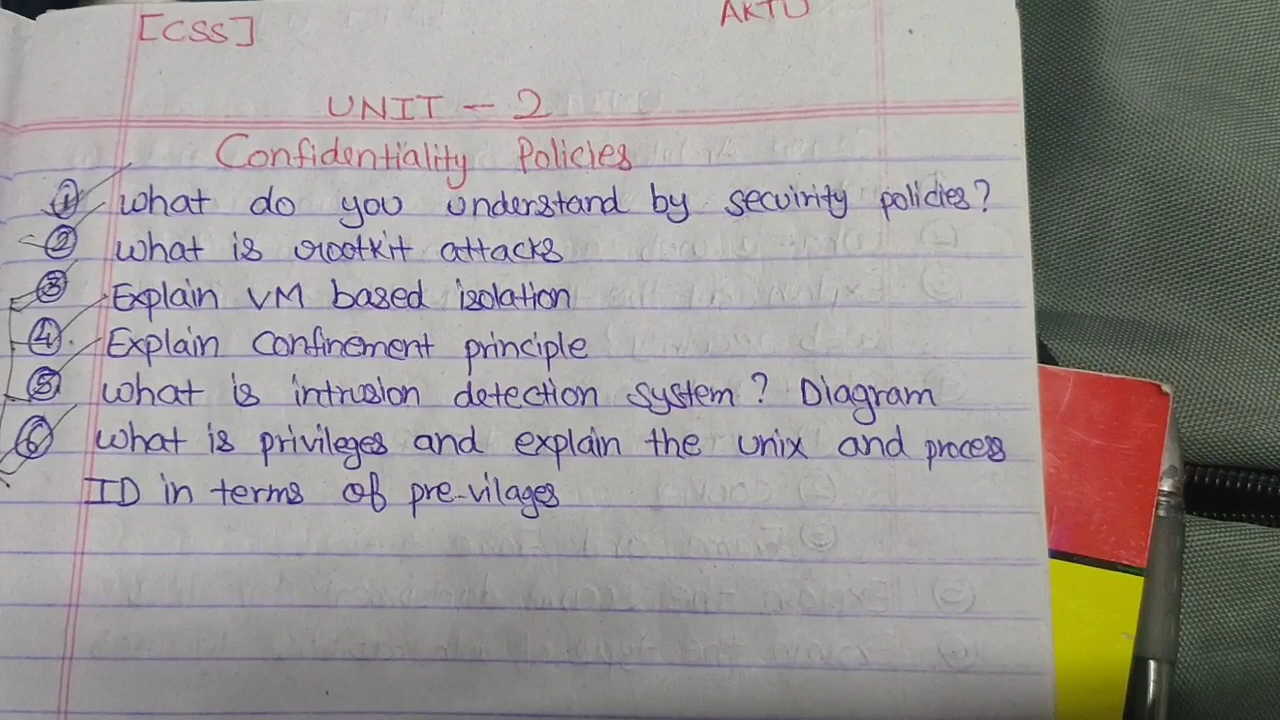 [CSS]
AKTU
UNIT - 2
Confidentiality Policies
① What do you understand by secuirity policies?
② What is rootkit attacks
③ Explain VM based isolation
④. Explain Confinement principle
⑤ What is intrusion detection system? Diagram
⑥ What is privileges and explain the unix and process
ID in terms of pre-vilages